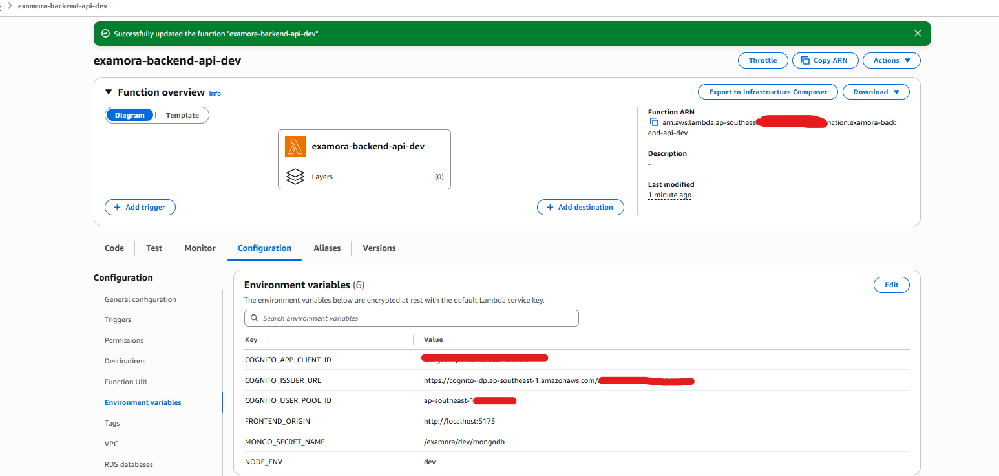 examora-backend-api-dev
Successfully updated the function "examora-backend-api-dev".
examora-backend-api-dev
Throttle
Copy ARN
Actions
Function overview Info
Export to Infrastructure Composer
Download
Diagram
Template
examora-backend-api-dev
Layers
(0)
Add trigger
Add destination
Function ARN
arn:aws:lambda:ap-southeas nction:examora-back
end-api-dev
Description
-
Last modified
1 minute ago
Code
Test
Monitor
Configuration
Aliases
Versions
Configuration
General configuration
Triggers
Permissions
Destinations
Function URL
Environment variables
Tags
VPC
RDS databases
Environment variables (6)
Edit
The environment variables below are encrypted at rest with the default Lambda service key.
Search Environment variables
Key Value
COGNITO_APP_CLIENT_ID
COGNITO_ISSUER_URL https://cognito-idp.ap-southeast-1.amazonaws.com/
COGNITO_USER_POOL_ID ap-southeast-1
FRONTEND_ORIGIN http://localhost:5173
MONGO_SECRET_NAME /examora/dev/mongodb
NODE_ENV dev